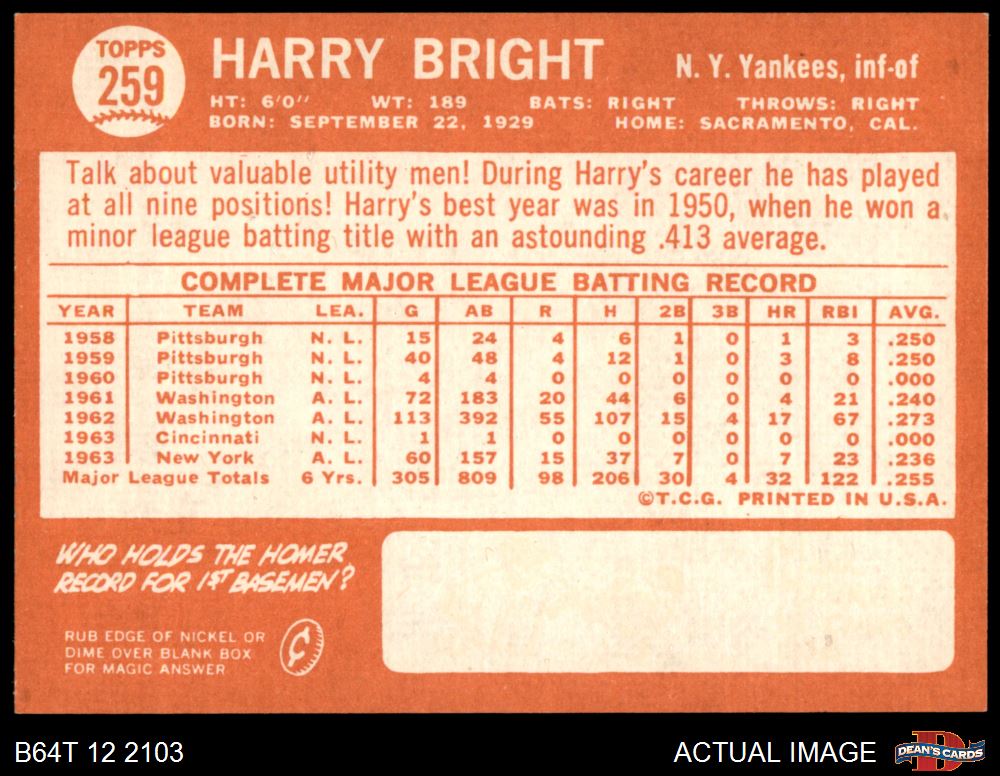 TOPPS
259
HARRY BRIGHT
N. Y. Yankees, inf-of
HT: 6'0" WT: 189 BATS: RIGHT THROWS: RIGHT
BORN: SEPTEMBER 22, 1929 HOME: SACRAMENTO, CAL.
Talk about valuable utility men! During Harry's career he has played
at all nine positions! Harry's best year was in 1950, when he won a
minor league batting title with an astounding .413 average.
COMPLETE MAJOR LEAGUE BATTING RECORD
YEAR TEAM LEA. G AB R H 2B 3B HR RBI AVG.
1958 Pittsburgh N. L. 15 24 4 6 1 0 1 3 .250
1959 Pittsburgh N. L. 40 48 4 12 1 0 3 8 .250
1960 Pittsburgh N. L. 4 4 0 0 0 0 0 0 .000
1961 Washington A. L. 72 183 20 44 6 0 4 21 .240
1962 Washington A. L. 113 392 55 107 15 4 17 67 .273
1963 Cincinnati N. L. 1 1 0 0 0 0 0 0 .000
1963 New York A. L. 60 157 15 37 7 0 7 23 .236
Major League Totals 6 Yrs. 305 809 98 206 30 4 32 122 .255
©T.C.G. PRINTED IN U.S.A.
WHO HOLDS THE HOMER
RECORD FOR 1ST BASEMEN?
RUB EDGE OF NICKEL OR
DIME OVER BLANK BOX
FOR MAGIC ANSWER
¢
B64T 12 2103
ACTUAL IMAGE
D
DEAN'S CARDS